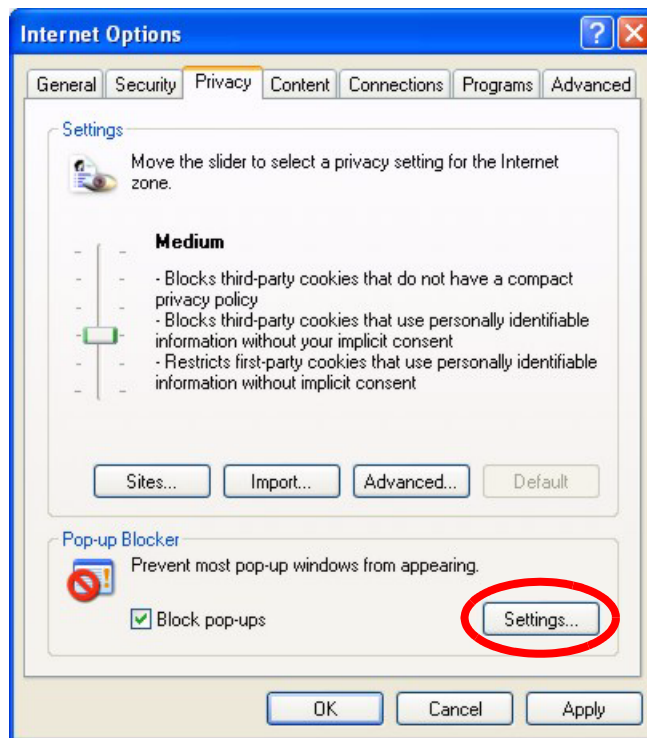 Internet Options
General Security Privacy Content Connections Programs Advanced
Settings
Move the slider to select a privacy setting for the Internet
zone.
Medium
- Blocks third-party cookies that do not have a compact
privacy policy
- Blocks third-party cookies that use personally identifiable
information without your implicit consent
- Restricts first-party cookies that use personally identifiable
information without implicit consent
Sites... Import... Advanced... Default
Pop-up Blocker
Prevent most pop-up windows from appearing.
Block pop-ups Settings...
OK Cancel Apply